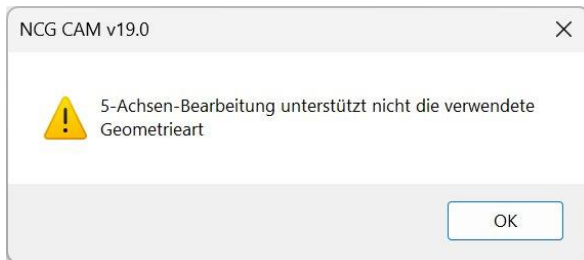 NCG CAM v19.0
5-Achsen-Bearbeitung unterstützt nicht die verwendete
Geometrieart
OK